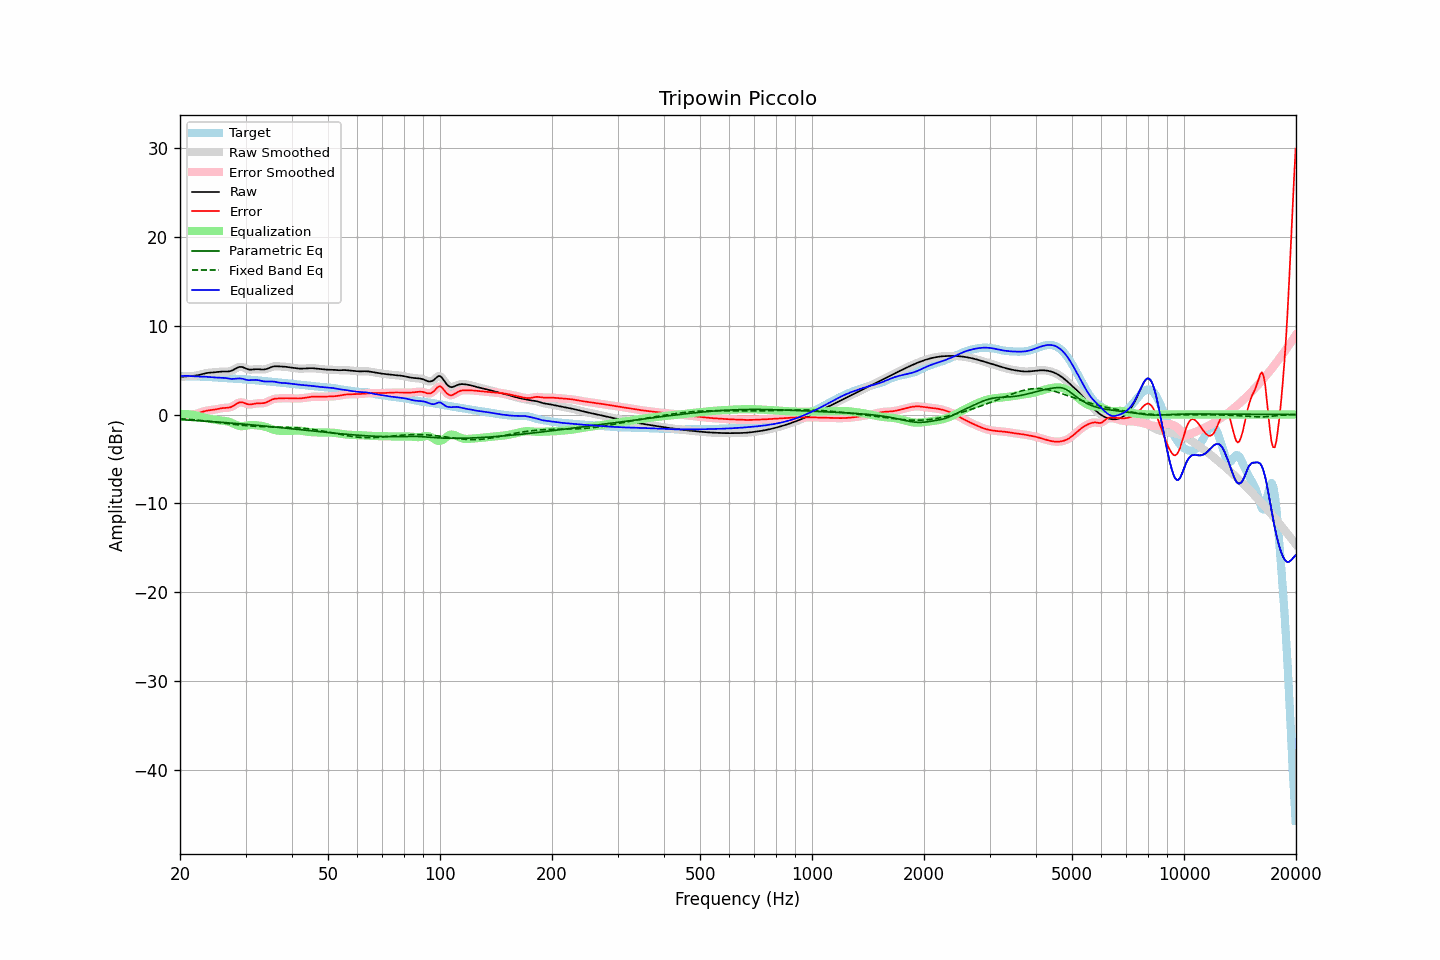 Tripowin Piccolo
Target
Raw Smoothed
Error Smoothed
Raw
Error
Equalization
Parametric Eq
Fixed Band Eq
Equalized
30
20
10
0
−10
−20
−30
−40
Amplitude (dBr)
20
50
100
200
500
1000
2000
5000
10000
20000
Frequency (Hz)